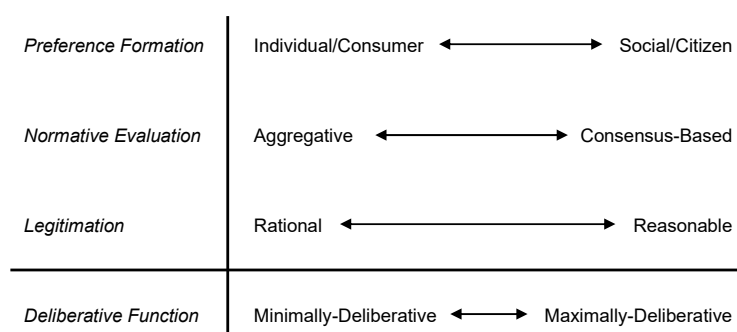 Preference Formation Individual/Consumer Social/Citizen
Normative Evaluation Aggregative Consensus-Based
Legitimation Rational Reasonable
Deliberative Function Minimally-Deliberative Maximally-Deliberative